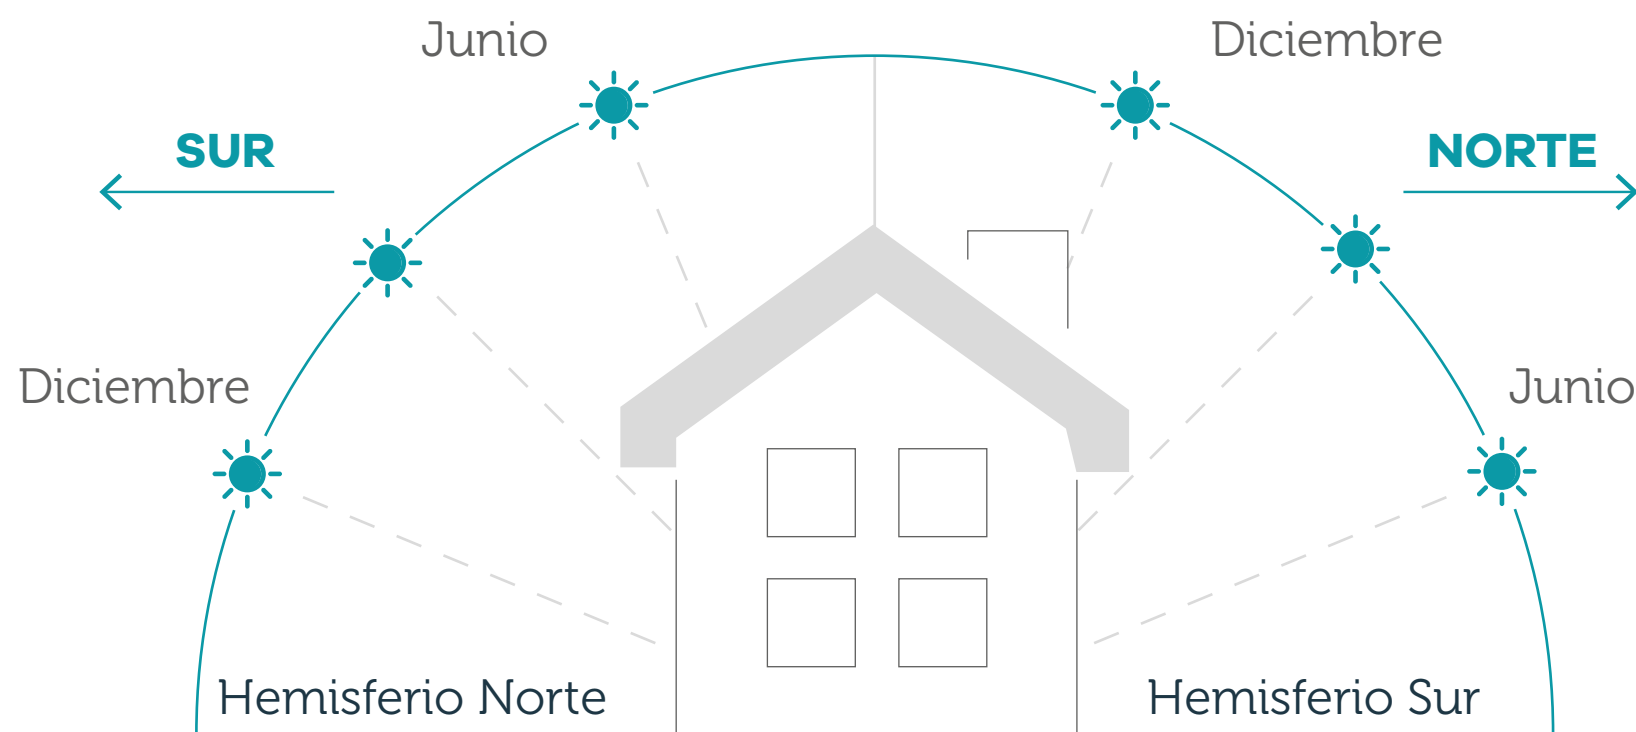 Junio
Diciembre
SUR
NORTE
Diciembre
Junio
Hemisferio Norte
Hemisferio Sur